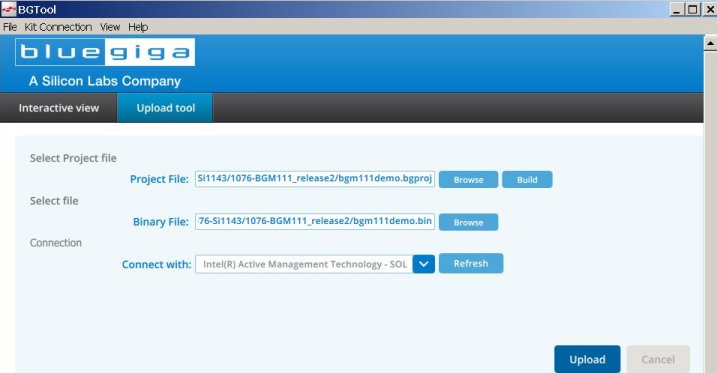 BGTool
File Kit Connection View Help
bluegiga
A Silicon Labs Company
Interactive view Upload tool
Select Project file
Project File: Si1143/1076-BGM111_release2/bgm111demo.bgproj Browse Build
Select file
Binary File: 76-Si1143/1076-BGM111_release2/bgm111demo.bin Browse
Connection
Connect with: Intel(R) Active Management Technology - SOL Refresh
Upload Cancel